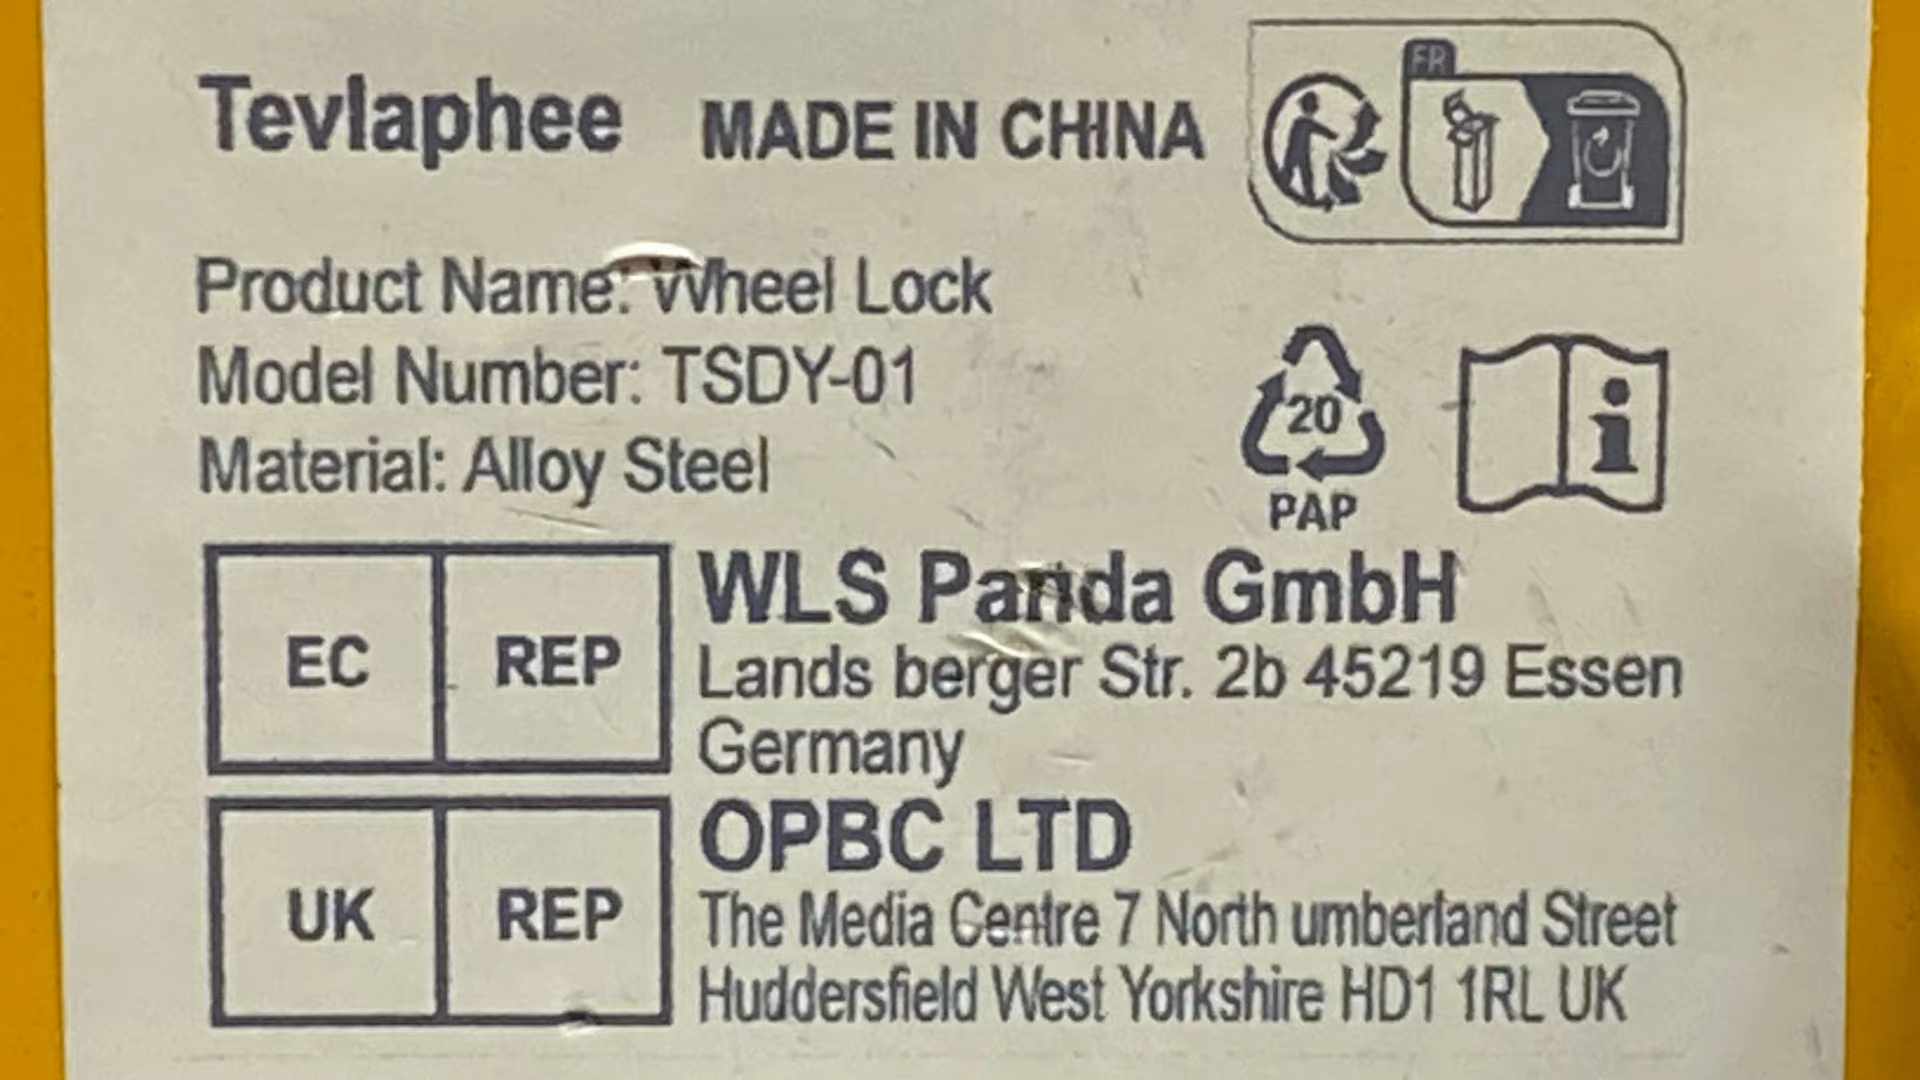 Tevlaphee MADE IN CHINA
FR
Product Name: Wheel Lock
Model Number: TSDY-01
Material: Alloy Steel
20
PAP
EC REP
WLS Panda GmbH
Lands berger Str. 2b 45219 Essen
Germany
UK REP
OPBC LTD
The Media Centre 7 North umberland Street
Huddersfield West Yorkshire HD1 1RL UK